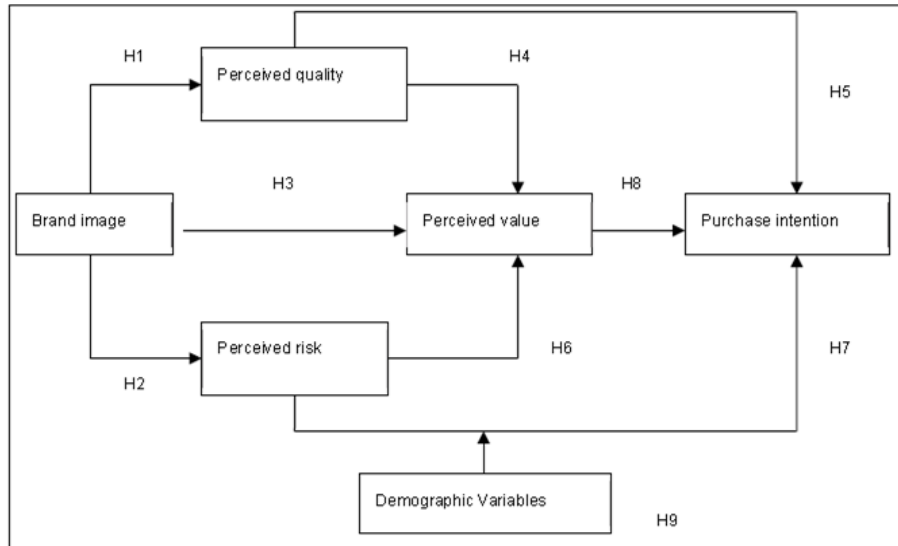 H1
Perceived quality
H4
H5
H3
H8
Brand image
Perceived value
Purchase intention
Perceived risk
H6
H7
H2
Demographic Variables
H9